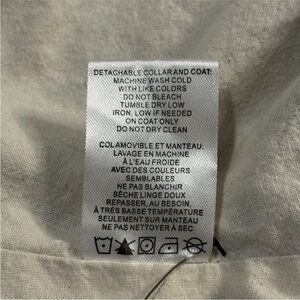 DETACHABLE COLLAR AND COAT:
MACHINE WASH COLD
WITH LIKE COLORS
DO NOT BLEACH
TUMBLE DRY LOW
IRON, LOW IF NEEDED
ON COAT ONLY
DO NOT DRY CLEAN
COLAMOVIBLE ET MANTEAU:
LAVAGE EN MACHINE
À L'EAU FROIDE
AVEC DES COULEURS
SEMBLABLES
NE PAS BLANCHIR
SÈCHE LINGE DOUX
REPASSER, AU BESOIN,
À TRÈS BASSE TEMPÉRATURE
SEULEMENT SUR MANTEAU
NE PAS NETTOYER À SEC